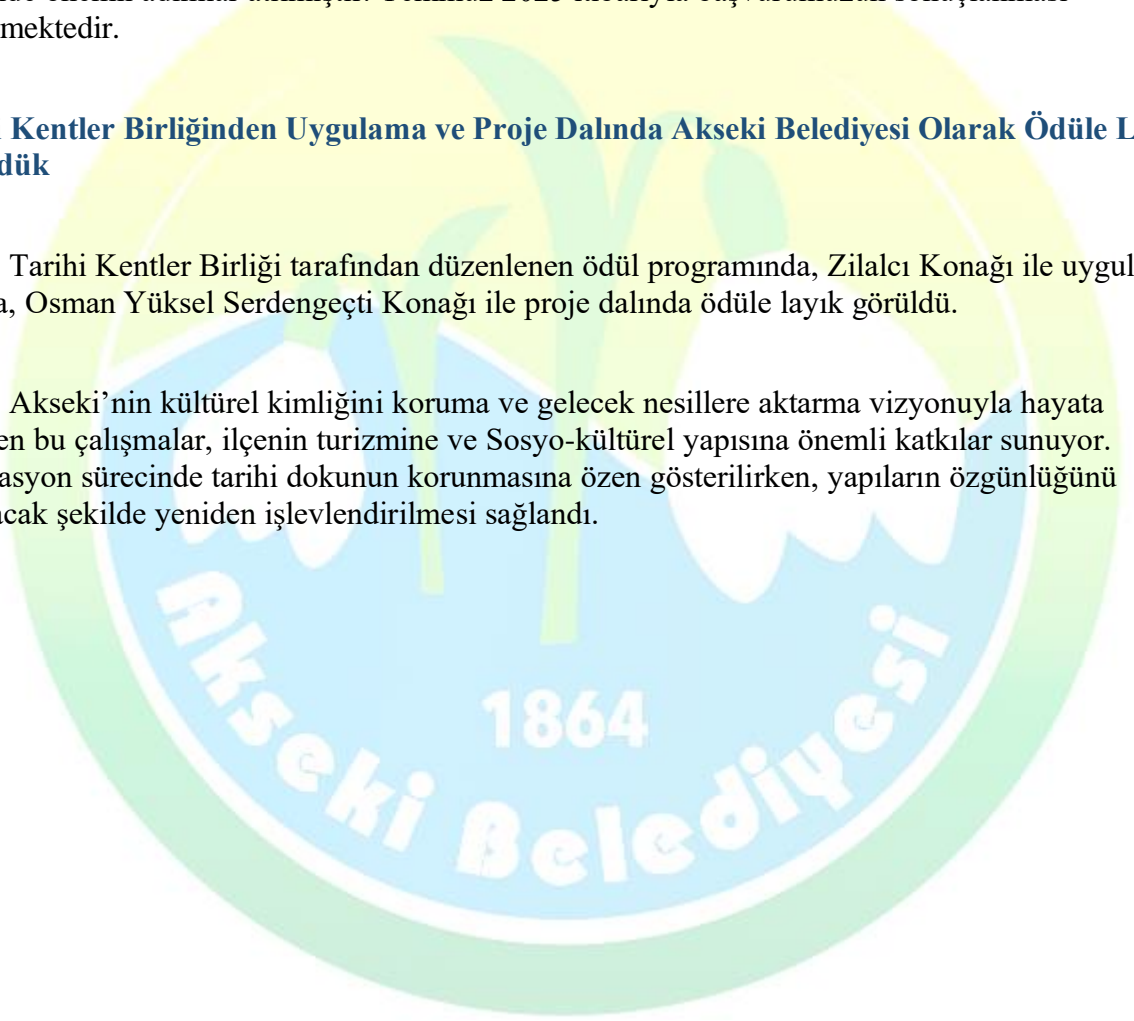 mektedir.
Kentler Birliğinden Uygulama ve Proje Dalında Akseki Belediyesi Olarak Ödüle L
dük
Tarihi Kentler Birliği tarafından düzenlenen ödül programında, Zilalcı Konağı ile uygul
a, Osman Yüksel Serdengeçti Konağı ile proje dalında ödüle layık görüldü.
Akseki’nin kültürel kimliğini koruma ve gelecek nesillere aktarma vizyonuyla hayata
en bu çalışmalar, ilçenin turizmine ve Sosyo-kültürel yapısına önemli katkılar sunuyor.
asyon sürecinde tarihi dokunun korunmasına özen gösterilirken, yapıların özgünlüğünü
acak şekilde yeniden işlevlendirilmesi sağlandı.
1864
Akseki Belediyesi